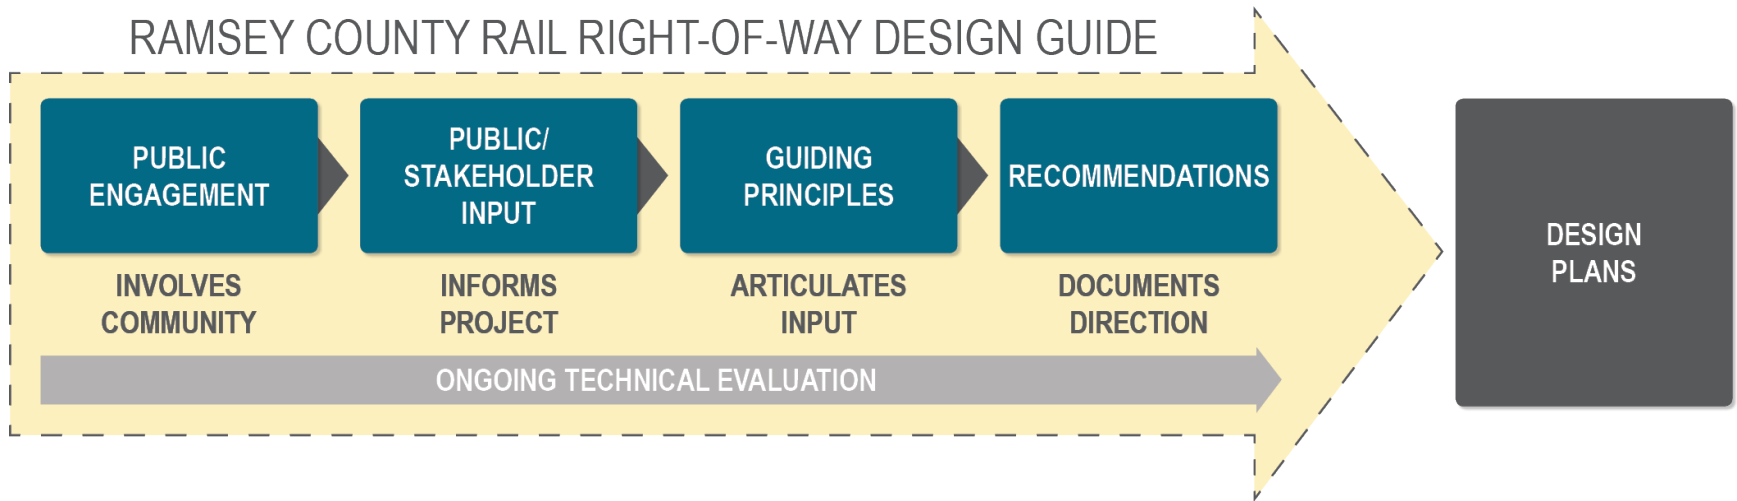 RAMSEY COUNTY RAIL RIGHT-OF-WAY DESIGN GUIDE
PUBLIC
ENGAGEMENT
PUBLIC/
STAKEHOLDER
INPUT
GUIDING
PRINCIPLES
RECOMMENDATIONS
INVOLVES
COMMUNITY
INFORMS
PROJECT
ARTICULATES
INPUT
DOCUMENTS
DIRECTION
ONGOING TECHNICAL EVALUATION
DESIGN
PLANS